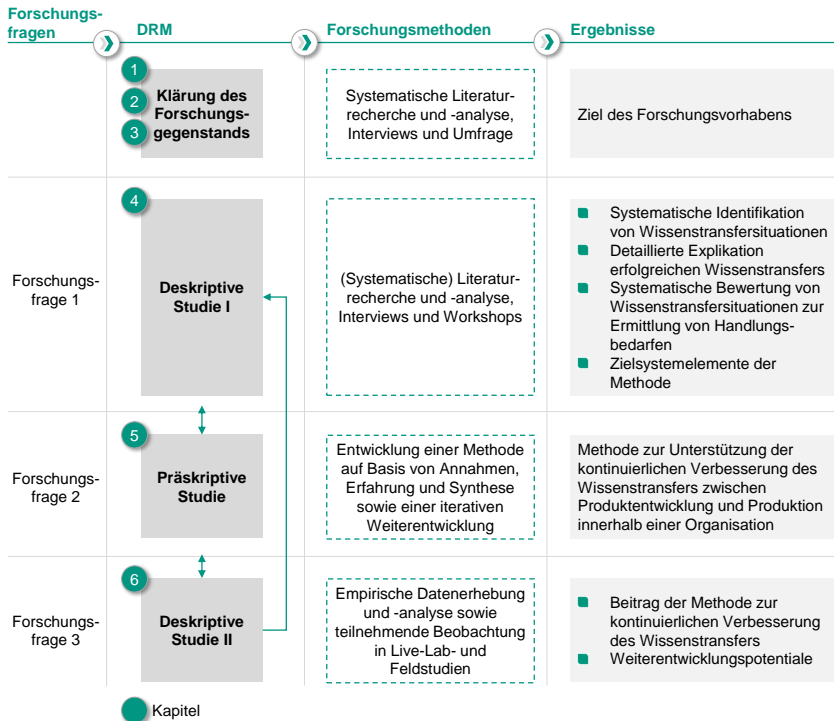 Forschungs-
fragen
DRM
Forschungsmethoden
Ergebnisse
1
2
3
Klärung des
Forschungs-
gegenstands
Systematische Literatur-
recherche und -analyse,
Interviews und Umfrage
Ziel des Forschungsvorhabens
Forschungs-
frage 1
4
Deskriptive
Studie I
(Systematische) Literatur-
recherche und -analyse,
Interviews und Workshops
Systematische Identifikation
von Wissenstransfersituationen
Detaillierte Explikation
erfolgreichen Wissenstransfers
Systematische Bewertung von
Wissenstransfersituationen zur
Ermittlung von Handlungs-
bedarfen
Zielsystemelemente der
Methode
Forschungs-
frage 2
5
Präskriptive
Studie
Entwicklung einer Methode
auf Basis von Annahmen,
Erfahrung und Synthese
sowie einer iterativen
Weiterentwicklung
Methode zur Unterstützung der
kontinuierlichen Verbesserung des
Wissenstransfers zwischen
Produktentwicklung und Produktion
innerhalb einer Organisation
Forschungs-
frage 3
6
Deskriptive
Studie II
Empirische Datenerhebung
und -analyse sowie
teilnehmende Beobachtung
in Live-Lab- und
Feldstudien
Beitrag der Methode zur
kontinuierlichen Verbesserung
des Wissenstransfers
Weiterentwicklungspotentiale
Kapitel